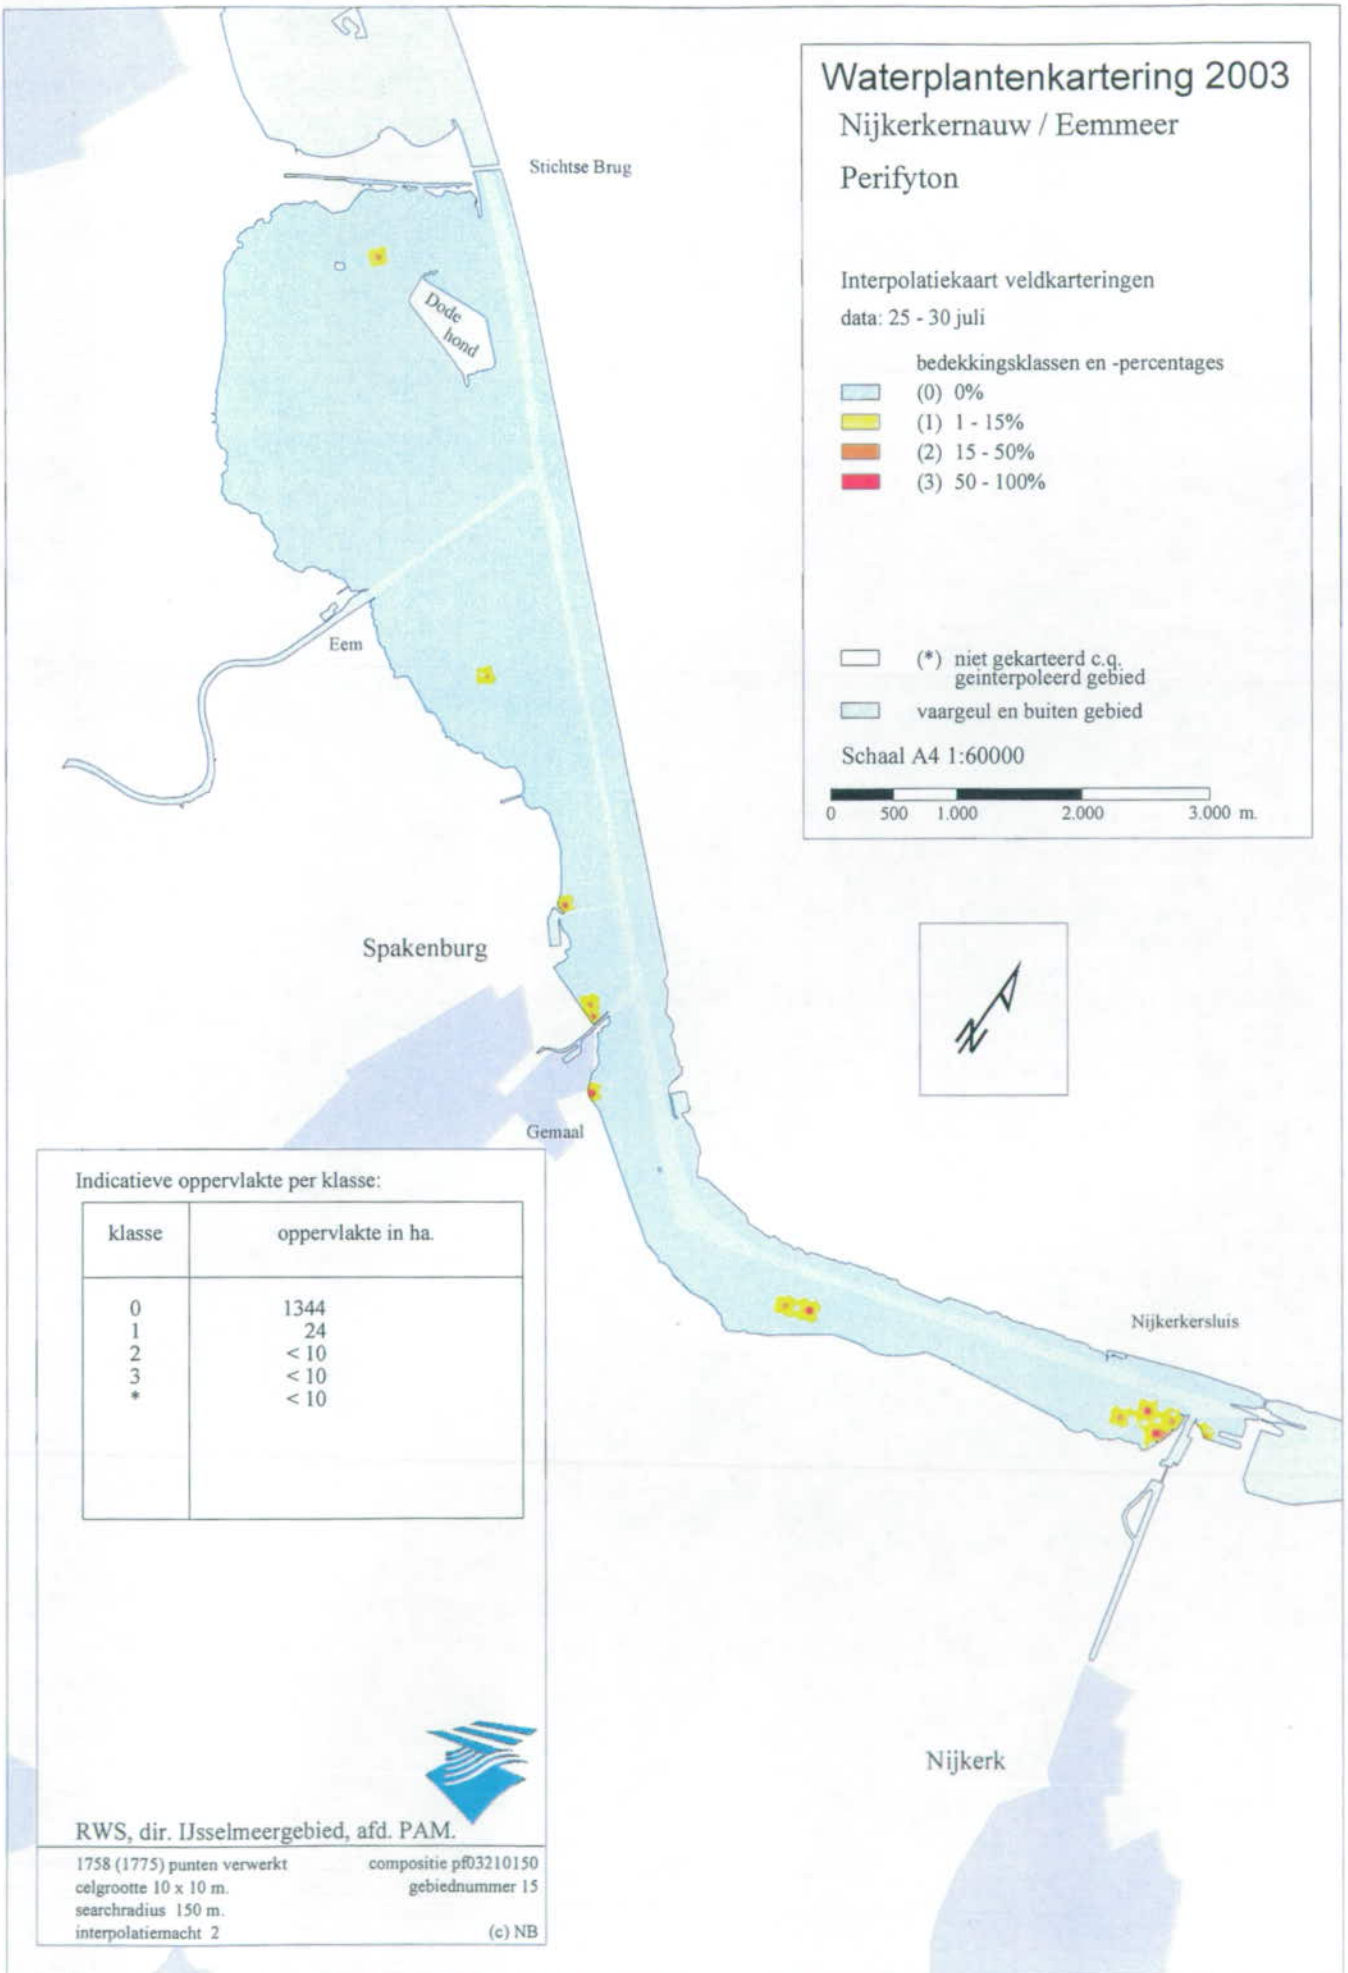 Waterplantenkartering 2003
Nijkerkernauw / Eemmeer
Perifyton
Interpolatiekaart veldkarteringen
data: 25 - 30 juli
bedekkingsklassen en -percentages
(0) 0%
(1) 1 - 15%
(2) 15 - 50%
(3) 50 - 100%
(*) niet gekarteerd c.q.
geinterpoleerd gebied
vaargeul en buiten gebied
Schaal A4 1:60000
0 500 1.000 2.000 3.000 m.
Stichtse Brug
Dode
hond
Eem
Spakenburg
N
Gemaal
Nijkerkersluis
Nijkerk
Indicatieve oppervlakte per klasse:
klasse oppervlakte in ha.
0 1344
1 24
2 < 10
3 < 10
* < 10
RWS, dir. IJsselmeergebied, afd. PAM.
1758 (1775) punten verwerkt compositie pf03210150
celgrootte 10 x 10 m. gebiednummer 15
searchradius 150 m.
interpolatiemacht 2 (c) NB